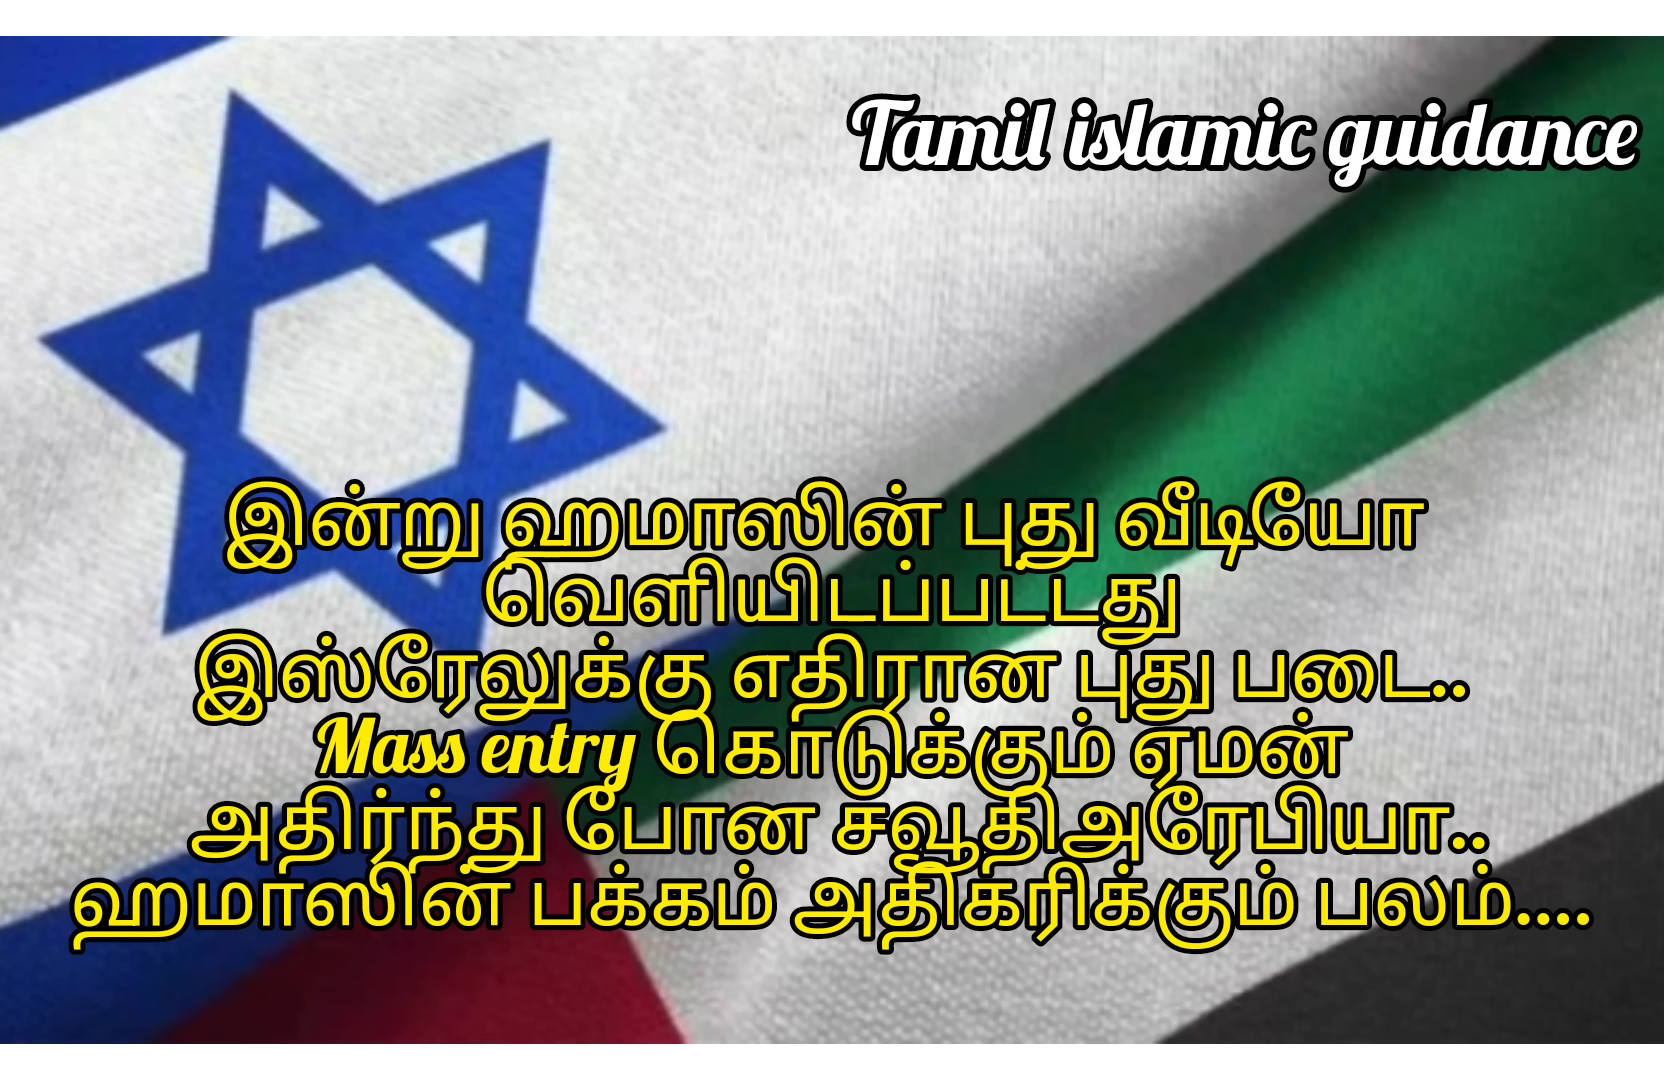 Tamil islamic guidance
இன்று ஹமாஸின் புது வீடியோ
வெளியிடப்பட்டது
இஸ்ரேலுக்கு எதிரான புது படை..
Mass entry கொடுக்கும் ஏமன்
அதிர்ந்து போன சவூதிஅரேபியா..
ஹமாஸின் பக்கம் அதிகரிக்கும் பலம்....